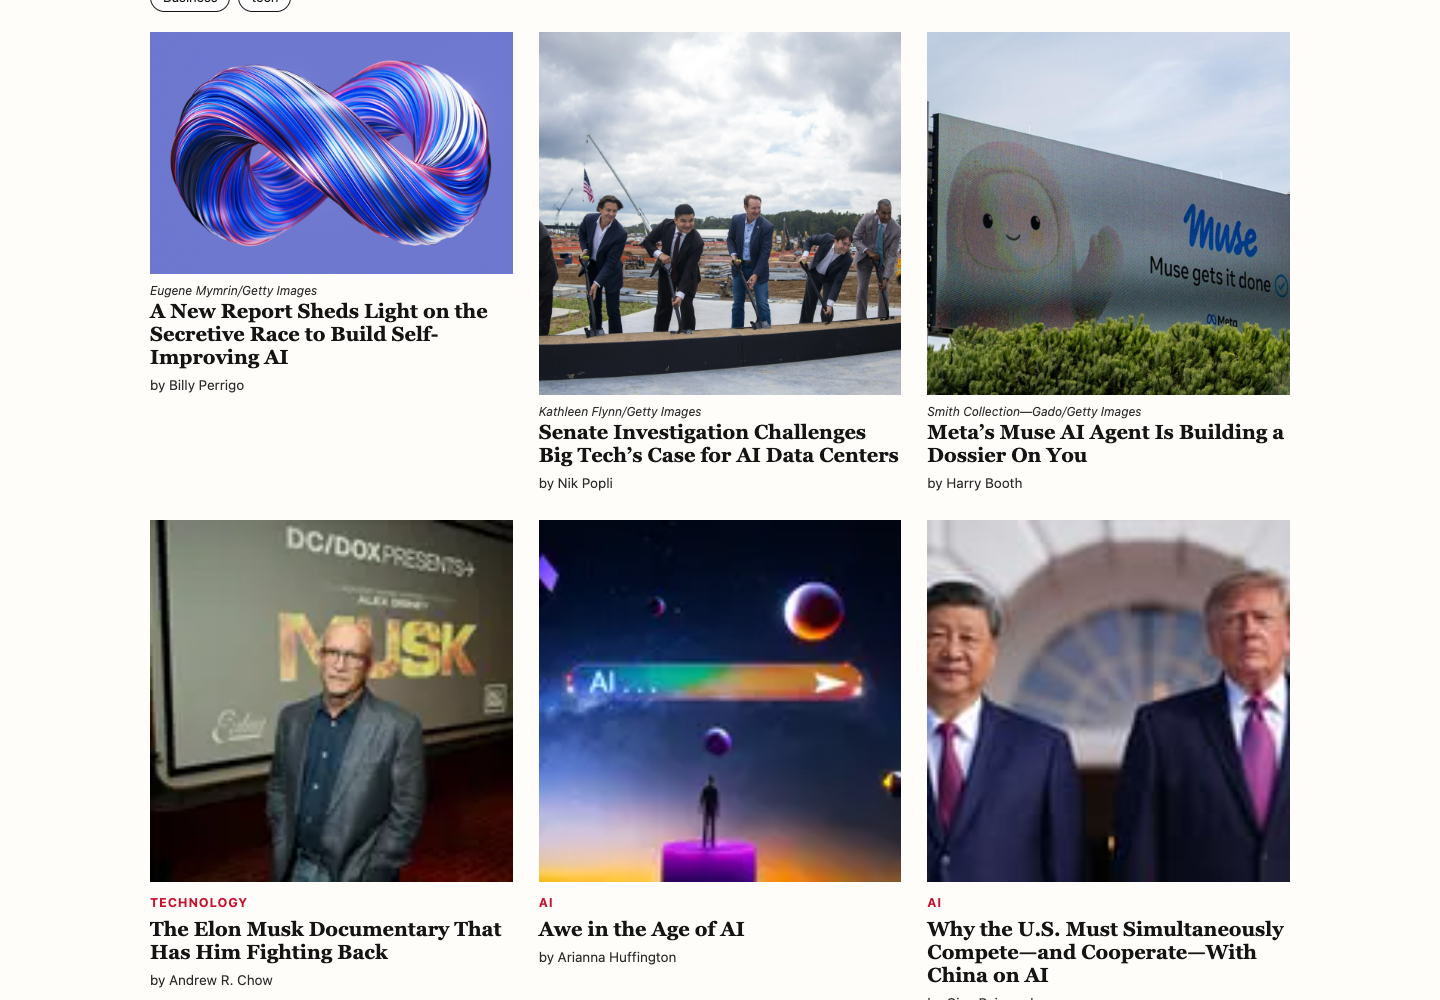 Eugene Mymrin/Getty Images
A New Report Sheds Light on the
Secretive Race to Build Self-
Improving AI
by Billy Perrigo
Muse
Muse gets it done
Meta
Kathleen Flynn/Getty Images
Senate Investigation Challenges
Big Tech’s Case for AI Data Centers
by Nik Popli
Smith Collection—Gado/Getty Images
Meta’s Muse AI Agent Is Building a
Dossier On You
by Harry Booth
DC/DOX PRESENTS
MUSK
AI . . .
TECHNOLOGY
The Elon Musk Documentary That
Has Him Fighting Back
by Andrew R. Chow
AI
Awe in the Age of AI
by Arianna Huffington
AI
Why the U.S. Must Simultaneously
Compete—and Cooperate—With
China on AI